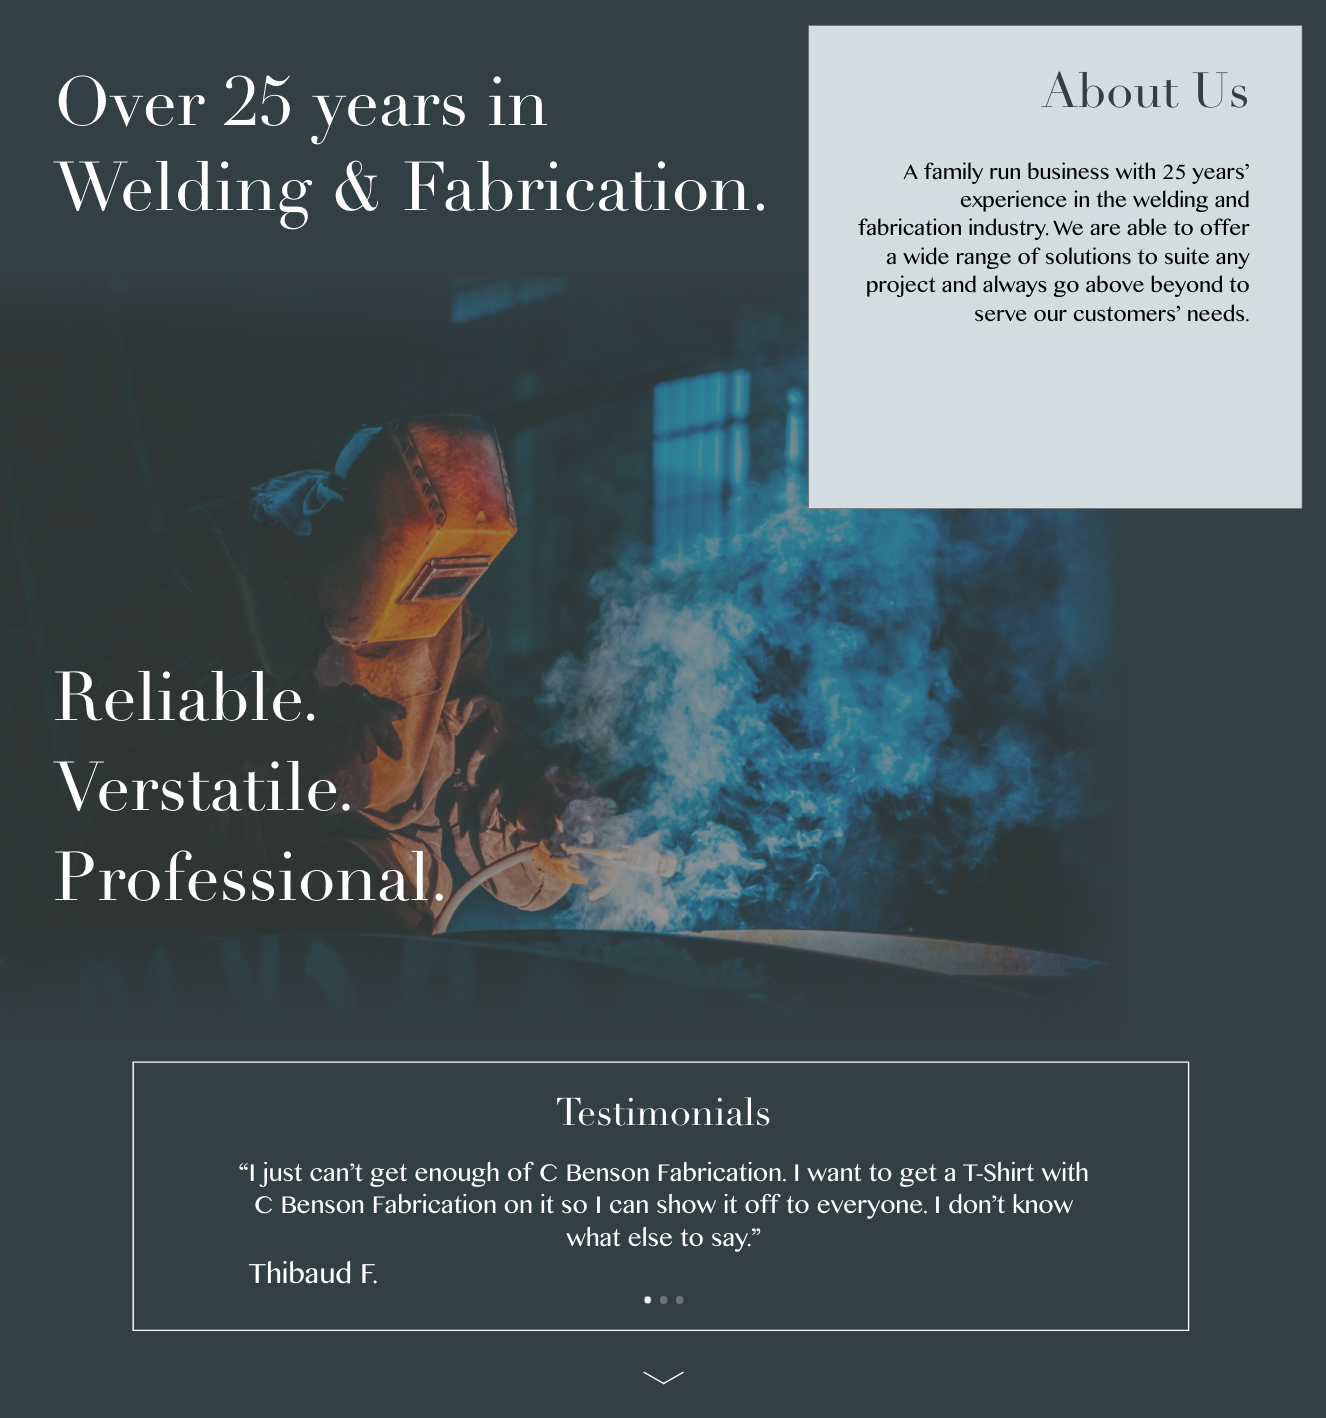 Over 25 years in
Welding & Fabrication.
About Us
A family run business with 25 years’
experience in the welding and
fabrication industry. We are able to offer
a wide range of solutions to suite any
project and always go above beyond to
serve our customers’ needs.
Reliable.
Verstatile.
Professional.
Testimonials
“I just can’t get enough of C Benson Fabrication. I want to get a T-Shirt with
C Benson Fabrication on it so I can show it off to everyone. I don’t know
what else to say.”
Thibaud F.